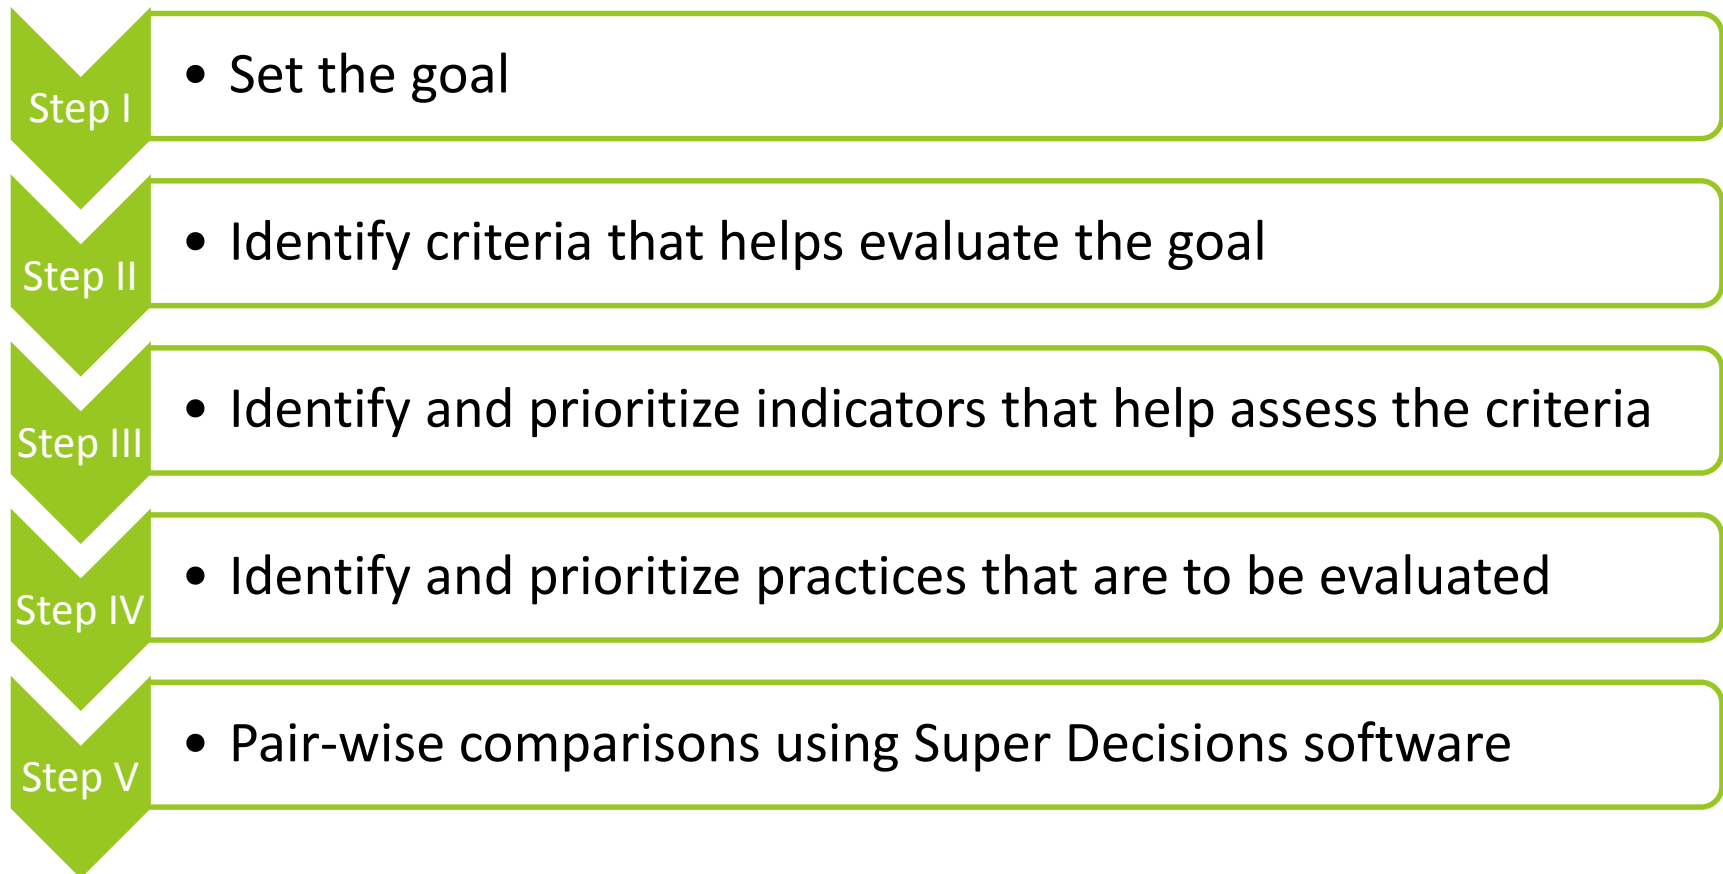 Step I
• Set the goal
Step II
• Identify criteria that helps evaluate the goal
Step III
• Identify and prioritize indicators that help assess the criteria
Step IV
• Identify and prioritize practices that are to be evaluated
Step V
• Pair-wise comparisons using Super Decisions software